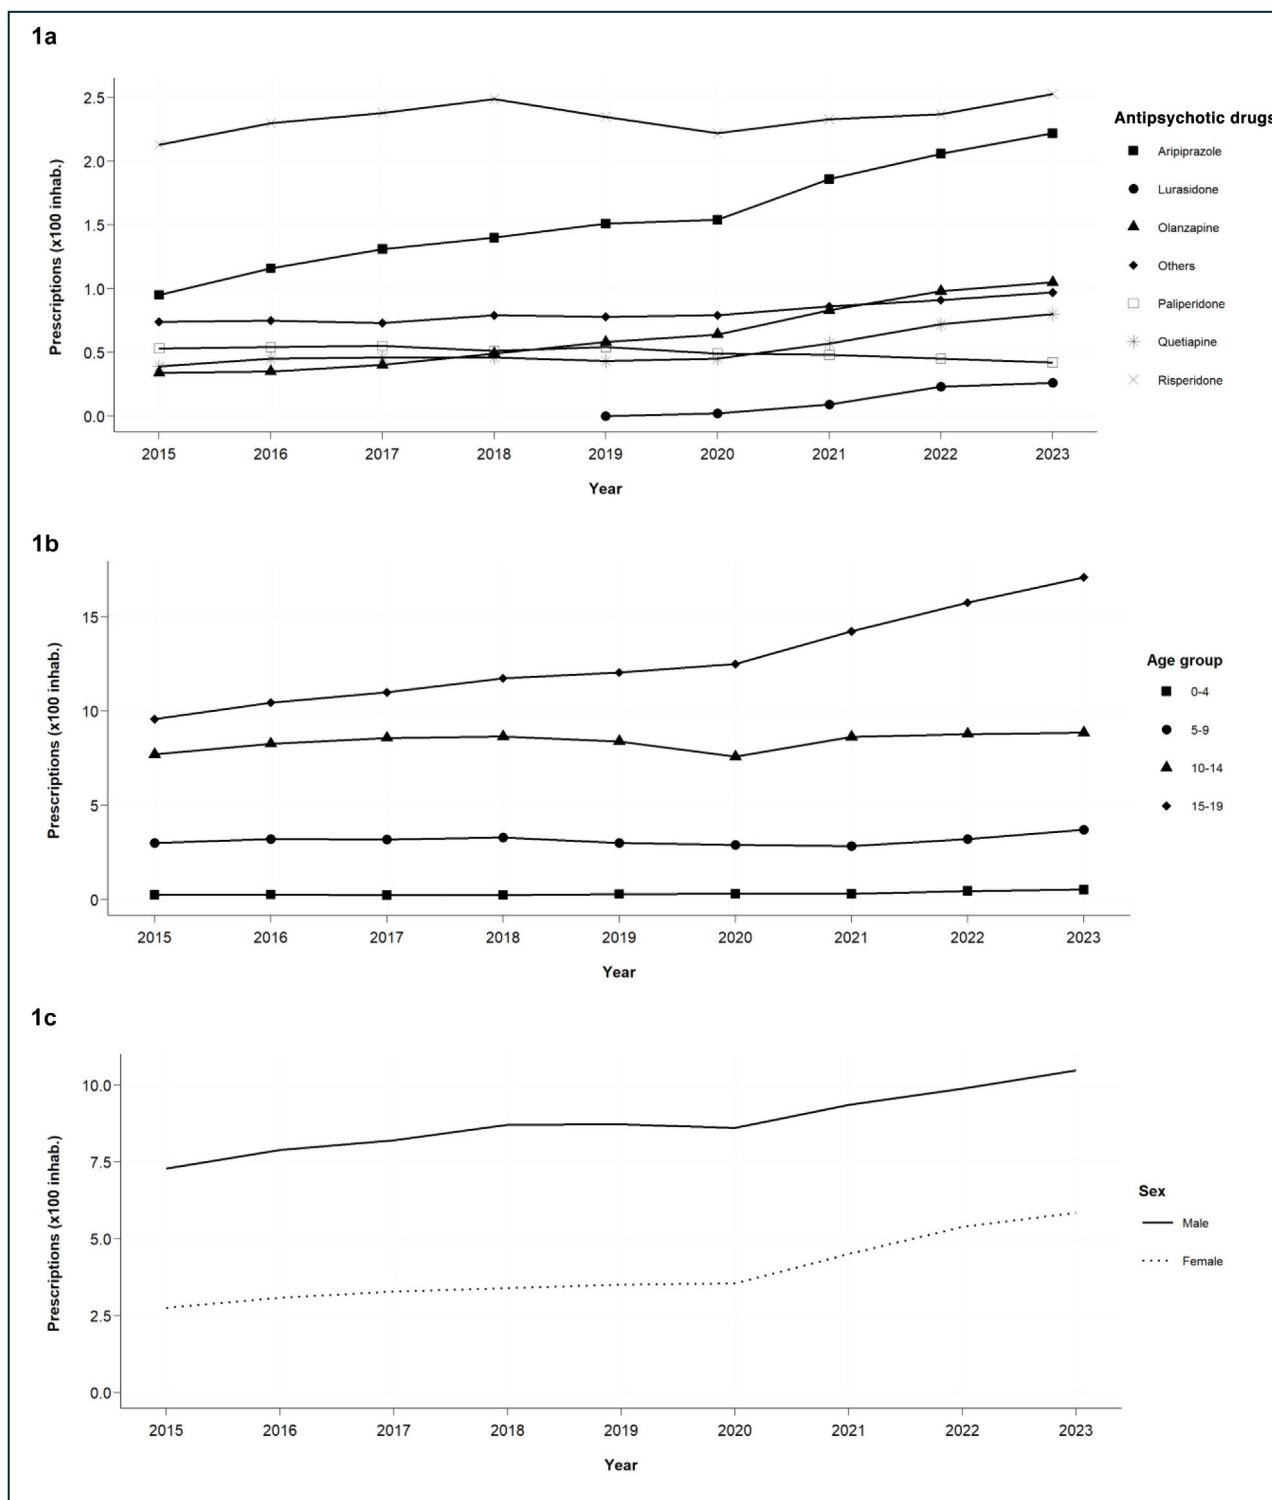 1a
2.5
2.0
1.5
1.0
0.5
0.0
Prescriptions (x100 inhab.)
2015 2016 2017 2018 2019 2020 2021 2022 2023
Year
Antipsychotic drugs
Aripiprazole
Lurasidone
Olanzapine
Others
Paliperidone
Quetiapine
Risperidone
1b
15
10
5
0
Prescriptions (x100 inhab.)
2015 2016 2017 2018 2019 2020 2021 2022 2023
Year
Age group
0-4
5-9
10-14
15-19
1c
10.0
7.5
5.0
2.5
0.0
Prescriptions (x100 inhab.)
2015 2016 2017 2018 2019 2020 2021 2022 2023
Year
Sex
Male
Female